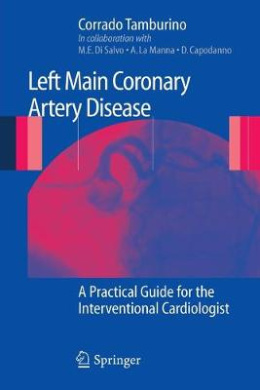 Corrado Tamburino
In collaboration with
M.E. Di Salvo · A. La Manna · D. Capodanno
Left Main Coronary
Artery Disease
A Practical Guide for the
Interventional Cardiologist
Springer